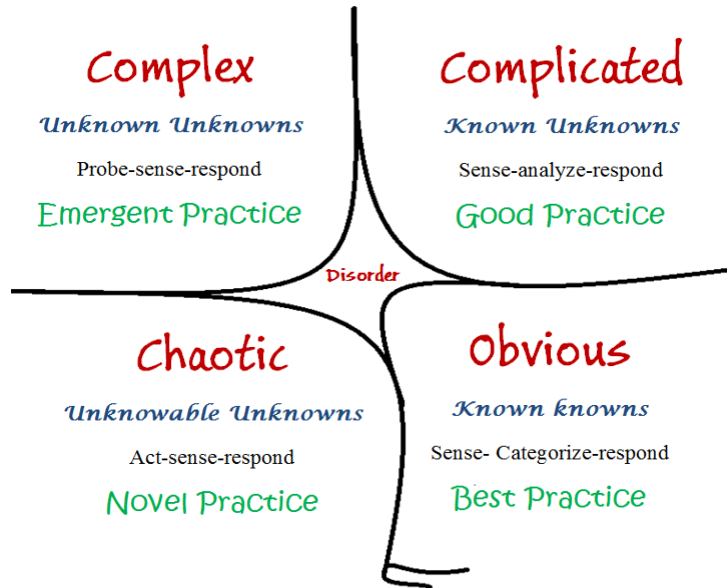 Complex
Unknown Unknowns
Probe-sense-respond
Emergent Practice
Complicated
Known Unknowns
Sense-analyze-respond
Good Practice
Disorder
Chaotic
Unknowable Unknowns
Act-sense-respond
Novel Practice
Obvious
Known knowns
Sense- Categorize-respond
Best Practice